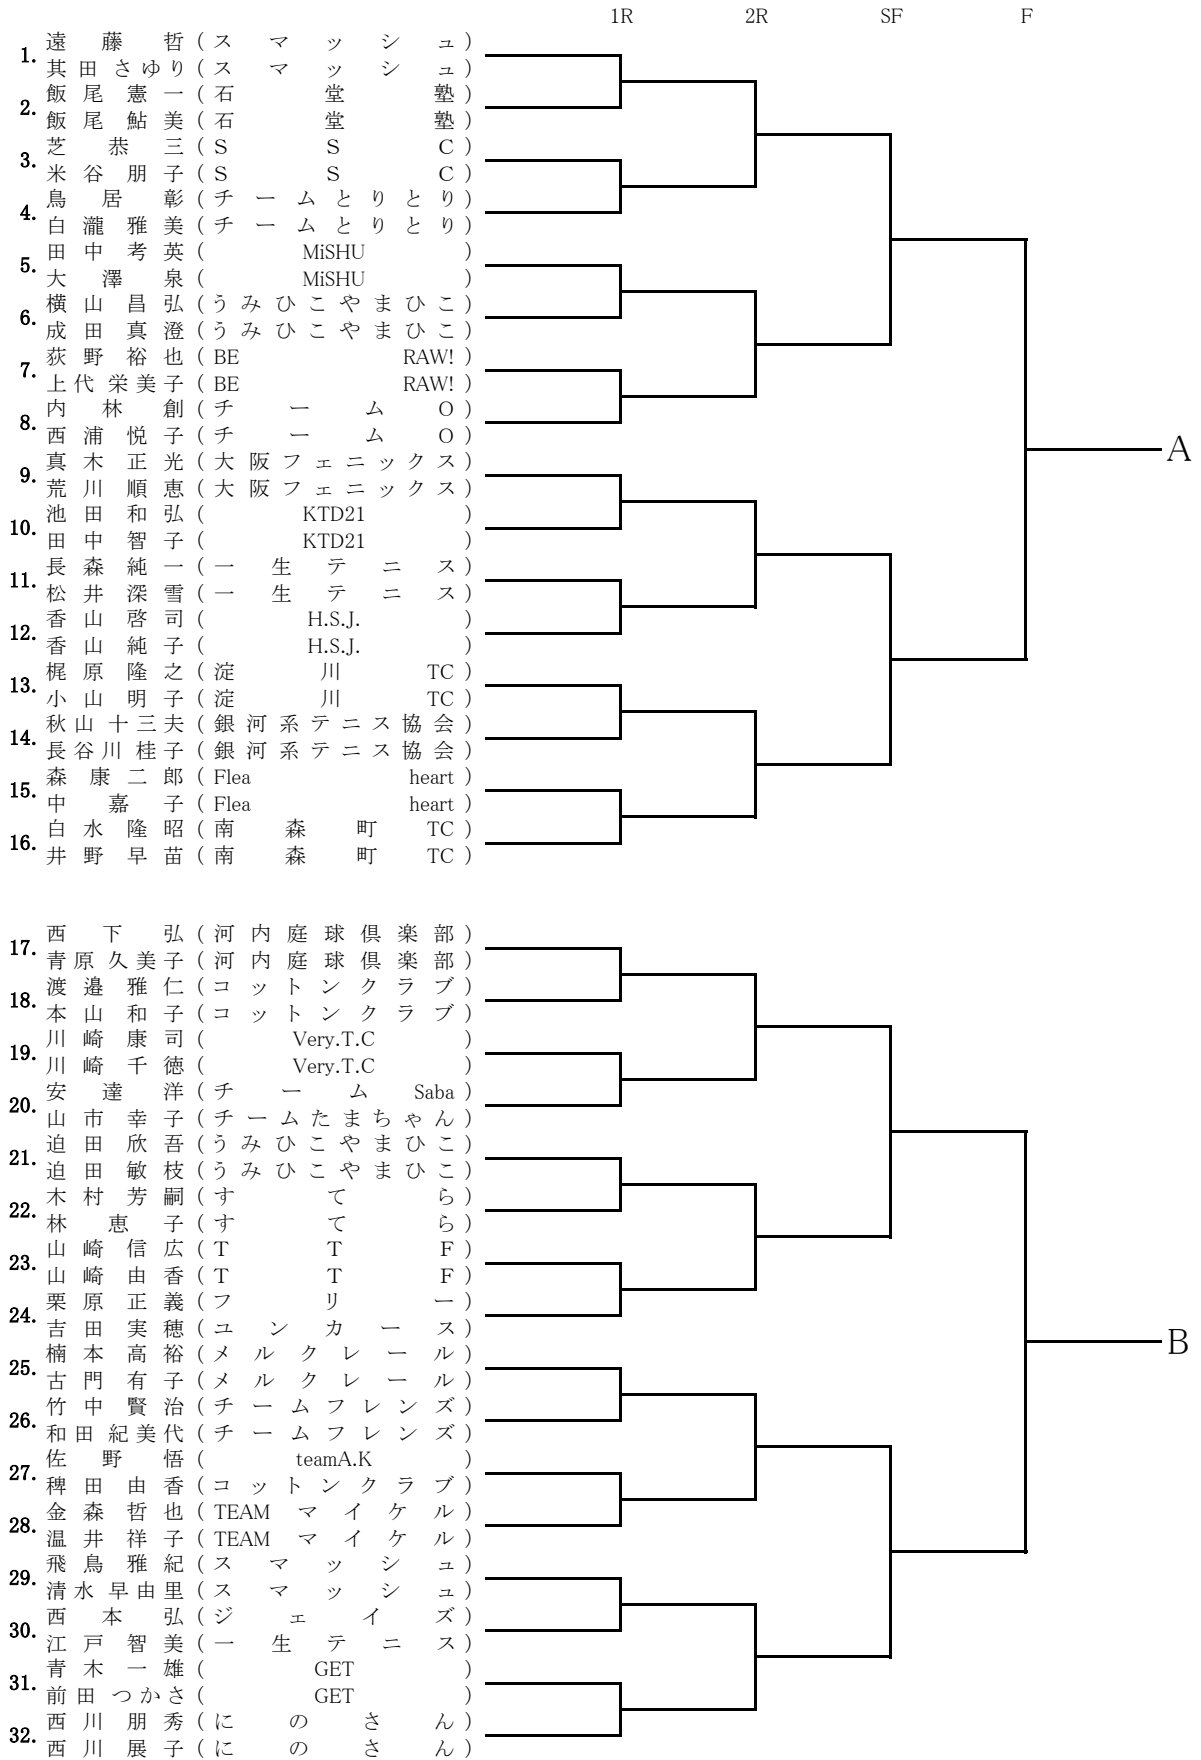 1R 2R SF F
1. 遠藤哲(スマッシュ)
其田さゆり(スマッシュ)
2. 飯尾憲一(石堂塾)
飯尾鮎美(石堂塾)
3. 芝恭三(SSC)
米谷朋子(SSC)
4. 鳥居彰(チームとりとり)
白瀧雅美(チームとりとり)
5. 田中考英(MiSHU)
大澤泉(MiSHU)
6. 横山昌弘(うみひこやまひこ)
成田真澄(うみひこやまひこ)
7. 荻野裕也(BE RAW!)
上代栄美子(BE RAW!)
8. 内林創(チームO)
西浦悦子(チームO)
9. 真木正光(大阪フェニックス)
荒川順恵(大阪フェニックス)
10. 池田和弘(KTD21)
田中智子(KTD21)
11. 長森純一(一生テニス)
松井深雪(一生テニス)
12. 香山啓司(H.S.J.)
香山純子(H.S.J.)
13. 梶原隆之(淀川TC)
小山明子(淀川TC)
14. 秋山十三夫(銀河系テニス協会)
長谷川桂子(銀河系テニス協会)
15. 森康二郎(Flea heart)
中嘉子(Flea heart)
16. 白水隆昭(南森町TC)
井野早苗(南森町TC)
A
17. 西下弘(河内庭球倶楽部)
青原久美子(河内庭球倶楽部)
18. 渡邉雅仁(コットンクラブ)
本山和子(コットンクラブ)
19. 川崎康司(Very.T.C)
川崎千徳(Very.T.C)
20. 安達洋(チームSaba)
山市幸子(チームたまちゃん)
21. 迫田欣吾(うみひこやまひこ)
迫田敏枝(うみひこやまひこ)
22. 木村芳嗣(すてら)
林恵子(すてら)
23. 山崎信広(TTF)
山崎由香(TTF)
24. 栗原正義(フリー)
吉田実穂(ユンカース)
25. 楠本高裕(メルクレール)
古門有子(メルクレール)
26. 竹中賢治(チームフレンズ)
和田紀美代(チームフレンズ)
27. 佐野悟(teamA.K)
稗田由香(コットンクラブ)
28. 金森哲也(TEAMマイケル)
温井祥子(TEAMマイケル)
29. 飛鳥雅紀(スマッシュ)
清水早由里(スマッシュ)
30. 西本弘(ジェイズ)
江戸智美(一生テニス)
31. 青木一雄(GET)
前田つかさ(GET)
32. 西川朋秀(にのさん)
西川展子(にのさん)
B